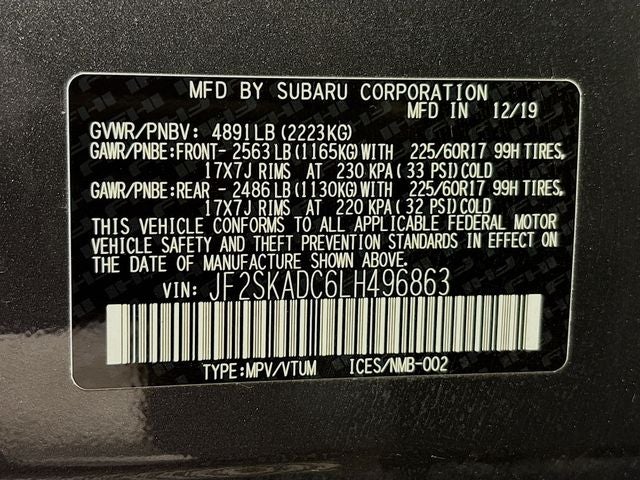 MFD BY SUBARU CORPORATION
MFD IN 12/19
GVWR/PNBV: 4891LB (2223KG)
GAWR/PNBE:FRONT- 2563 LB (1165KG) WITH 225/60R17 99H TIRES,
17X7J RIMS AT 230 KPA (33 PSI) COLD
GAWR/PNBE:REAR - 2486 LB (1130KG) WITH 225/60R17 99H TIRES,
17X7J RIMS AT 220 KPA (32 PSI) COLD
THIS VEHICLE CONFORMS TO ALL APPLICABLE FEDERAL MOTOR
VEHICLE SAFETY AND THEFT PREVENTION STANDARDS IN EFFECT ON
THE DATE OF MANUFACTURE SHOWN ABOVE.
VIN: JF2SKADC6LH496863
TYPE:MPV/VTUM ICES/NMB-002